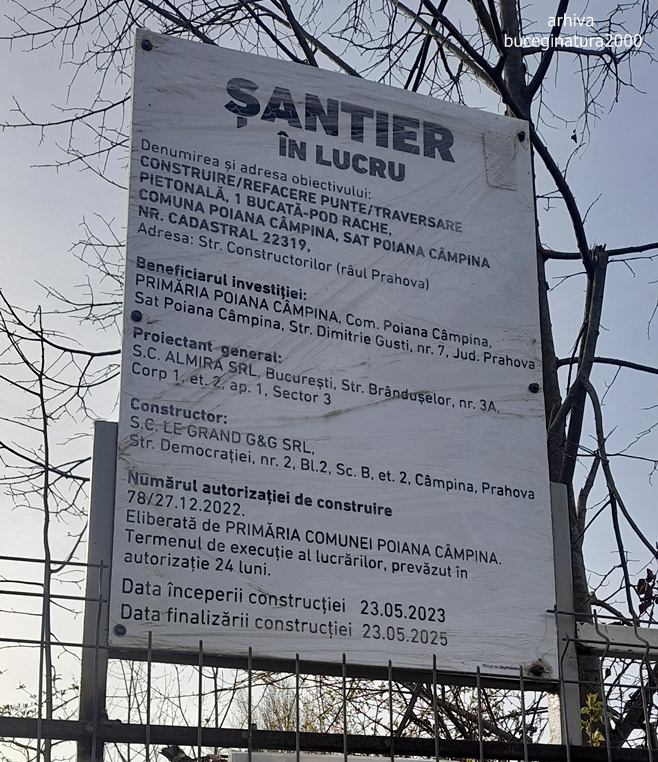 arhiva
buceginatura2000
ȘANTIER
ÎN LUCRU
Denumirea și adresa obiectivului:
CONSTRUIRE/REFACERE PUNTE/TRAVERSARE
PIETONALĂ, 1 BUCATĂ-POD RACHE,
COMUNA POIANA CÂMPINA, SAT POIANA CÂMPINA
NR. CADASTRAL 22319,
Adresa: Str. Constructorilor (râul Prahova)
Beneficiarul investiției:
PRIMĂRIA POIANA CÂMPINA, Com. Poiana Câmpina,
Sat Poiana Câmpina, Str. Dimitrie Gusti, nr. 7, Jud. Prahova
Proiectant general:
S.C. ALMIRA SRL, București, Str. Brândușelor, nr. 3A,
Corp 1, et. 2, ap. 1, Sector 3
Constructor:
S.C. LE GRAND G&G SRL,
Str. Democrației, nr. 2, Bl.2, Sc. B, et. 2, Câmpina, Prahova
Numărul autorizației de construire
78/27.12.2022.
Eliberată de PRIMĂRIA COMUNEI POIANA CÂMPINA.
Termenul de execuție al lucrărilor, prevăzut în
autorizație 24 luni.
Data începerii construcției 23.05.2023
Data finalizării construcției 23.05.2025